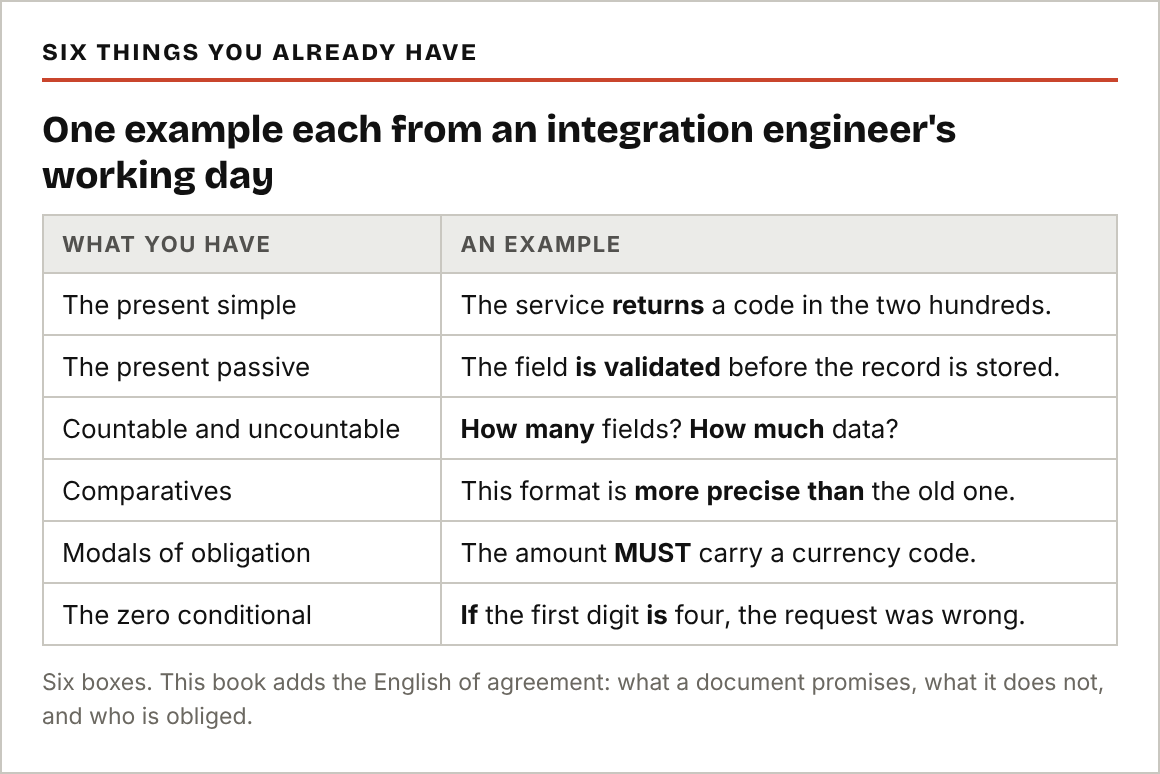 SIX THINGS YOU ALREADY HAVE
One example each from an integration engineer's
working day
WHAT YOU HAVE AN EXAMPLE
The present simple The service returns a code in the two hundreds.
The present passive The field is validated before the record is stored.
Countable and uncountable How many fields? How much data?
Comparatives This format is more precise than the old one.
Modals of obligation The amount MUST carry a currency code.
The zero conditional If the first digit is four, the request was wrong.
Six boxes. This book adds the English of agreement: what a document promises, what it does not,
and who is obliged.